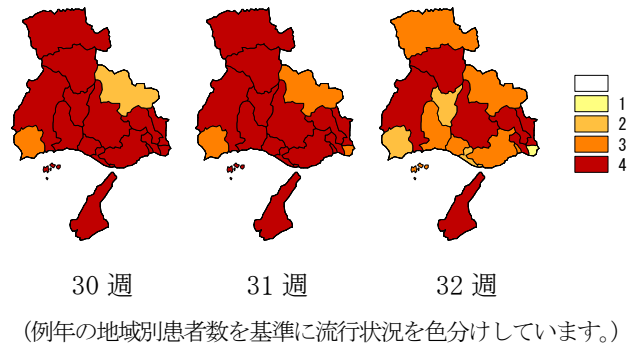 1
2
3
4
30 週
31 週
32 週
(例年の地域別患者数を基準に流行状況を色分けしています。)